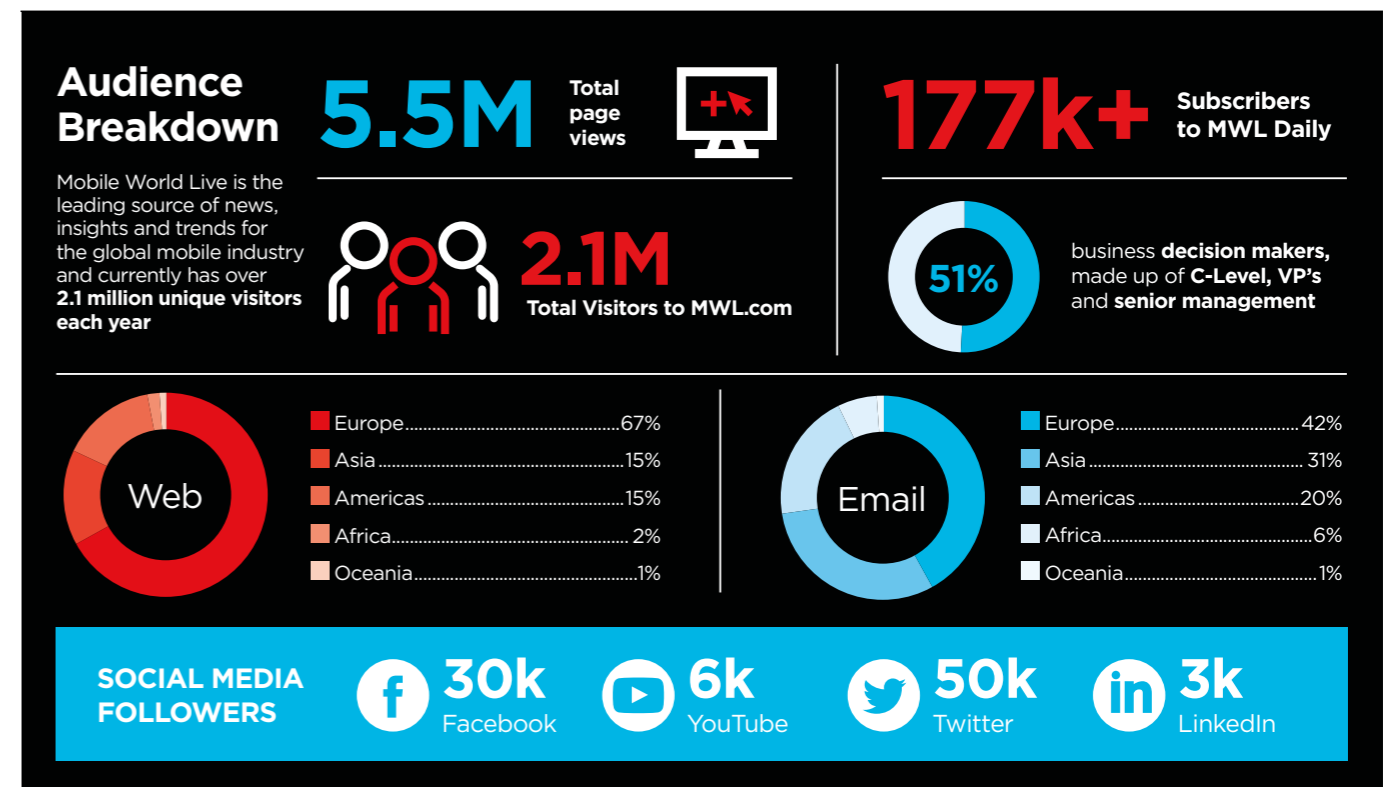 Audience
Breakdown
Mobile World Live is the
leading source of news,
insights and trends for
the global mobile industry
and currently has over
2.1 million unique visitors
each year
5.5M
Total
page
views
2.1M
Total Visitors to MWL.com
177k+
Subscribers
to MWL Daily
51%
business decision makers,
made up of C-Level, VP's
and senior management
Web
Europe.............................................67%
Asia....................................................15%
Americas..........................................15%
Africa.................................................. 2%
Oceania...............................................1%
Email
Europe.......................................42%
Asia.............................................. 31%
Americas...................................20%
Africa............................................6%
Oceania.........................................1%
SOCIAL MEDIA
FOLLOWERS
f
30k
Facebook
6k
YouTube
50k
Twitter
in
3k
LinkedIn